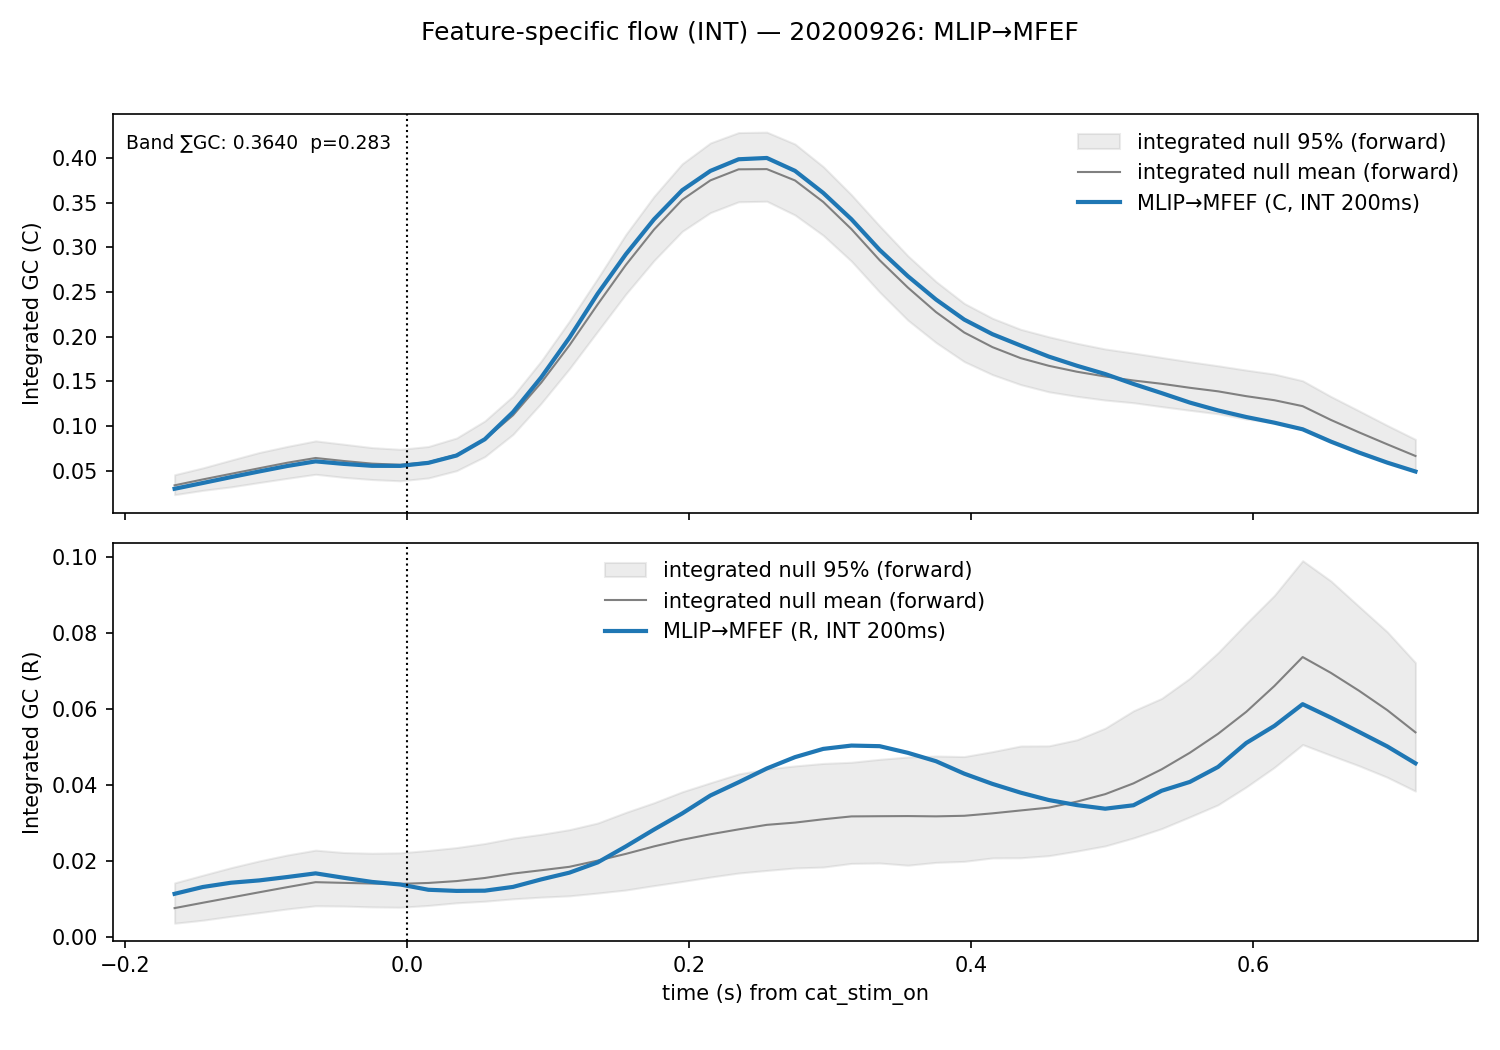 Feature-specific flow (INT) — 20200926: MLIP→MFEF
Band ∑GC: 0.3640  p=0.283
integrated null 95% (forward)
integrated null mean (forward)
MLIP→MFEF (C, INT 200ms)
Integrated GC (C)
0.40
0.35
0.30
0.25
0.20
0.15
0.10
0.05
integrated null 95% (forward)
integrated null mean (forward)
MLIP→MFEF (R, INT 200ms)
Integrated GC (R)
0.10
0.08
0.06
0.04
0.02
0.00
−0.2 0.0 0.2 0.4 0.6
time (s) from cat_stim_on